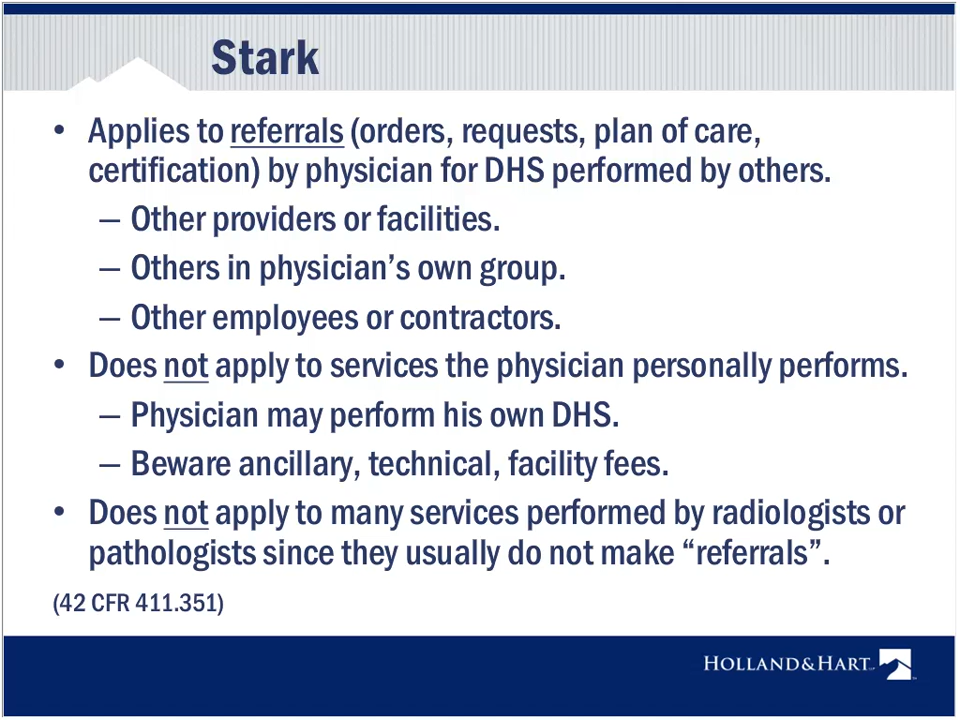 Stark
• Applies to referrals (orders, requests, plan of care,
certification) by physician for DHS performed by others.
– Other providers or facilities.
– Others in physician’s own group.
– Other employees or contractors.
• Does not apply to services the physician personally performs.
– Physician may perform his own DHS.
– Beware ancillary, technical, facility fees.
• Does not apply to many services performed by radiologists or
pathologists since they usually do not make “referrals”.
(42 CFR 411.351)
HOLLAND&HART